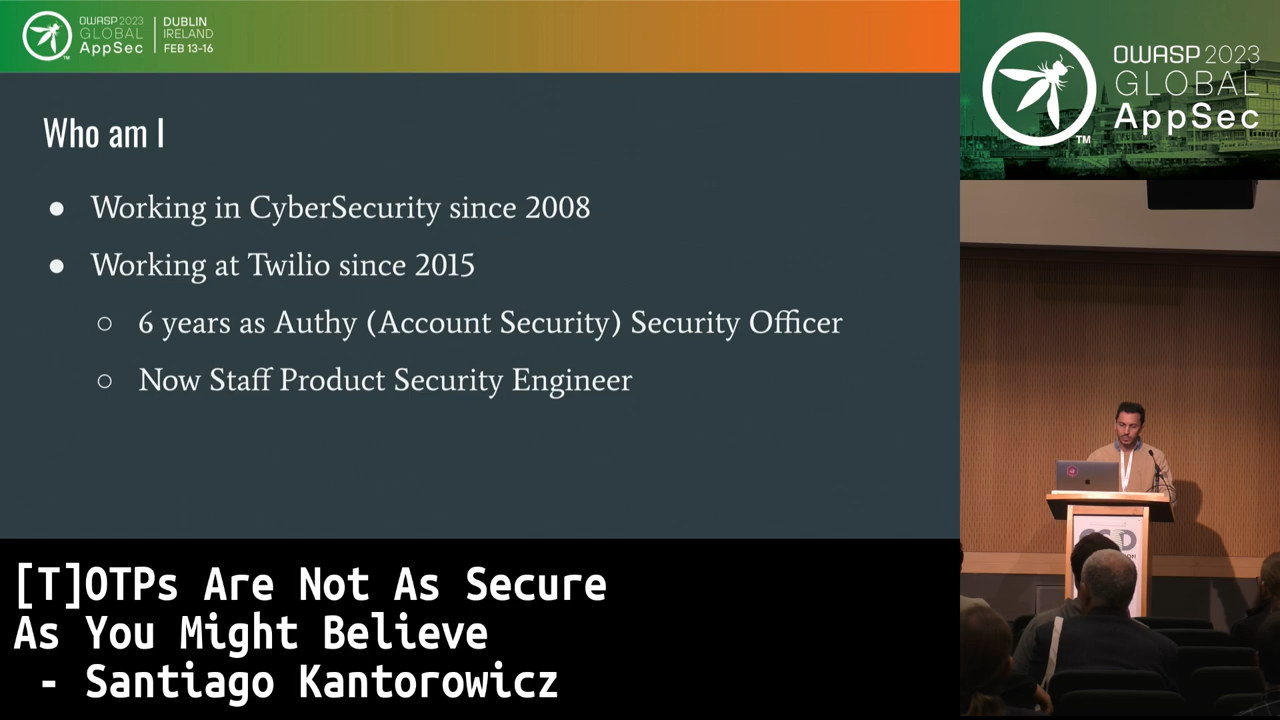 OWASP 2023
GLOBAL
AppSec
DUBLIN
IRELAND
FEB 13-16
TM
Who am I
● Working in CyberSecurity since 2008
● Working at Twilio since 2015
○ 6 years as Authy (Account Security) Security Officer
○ Now Staff Product Security Engineer
[T]OTPs Are Not As Secure
As You Might Believe
- Santiago Kantorowicz
OWASP 2023
GLOBAL
AppSec
TM